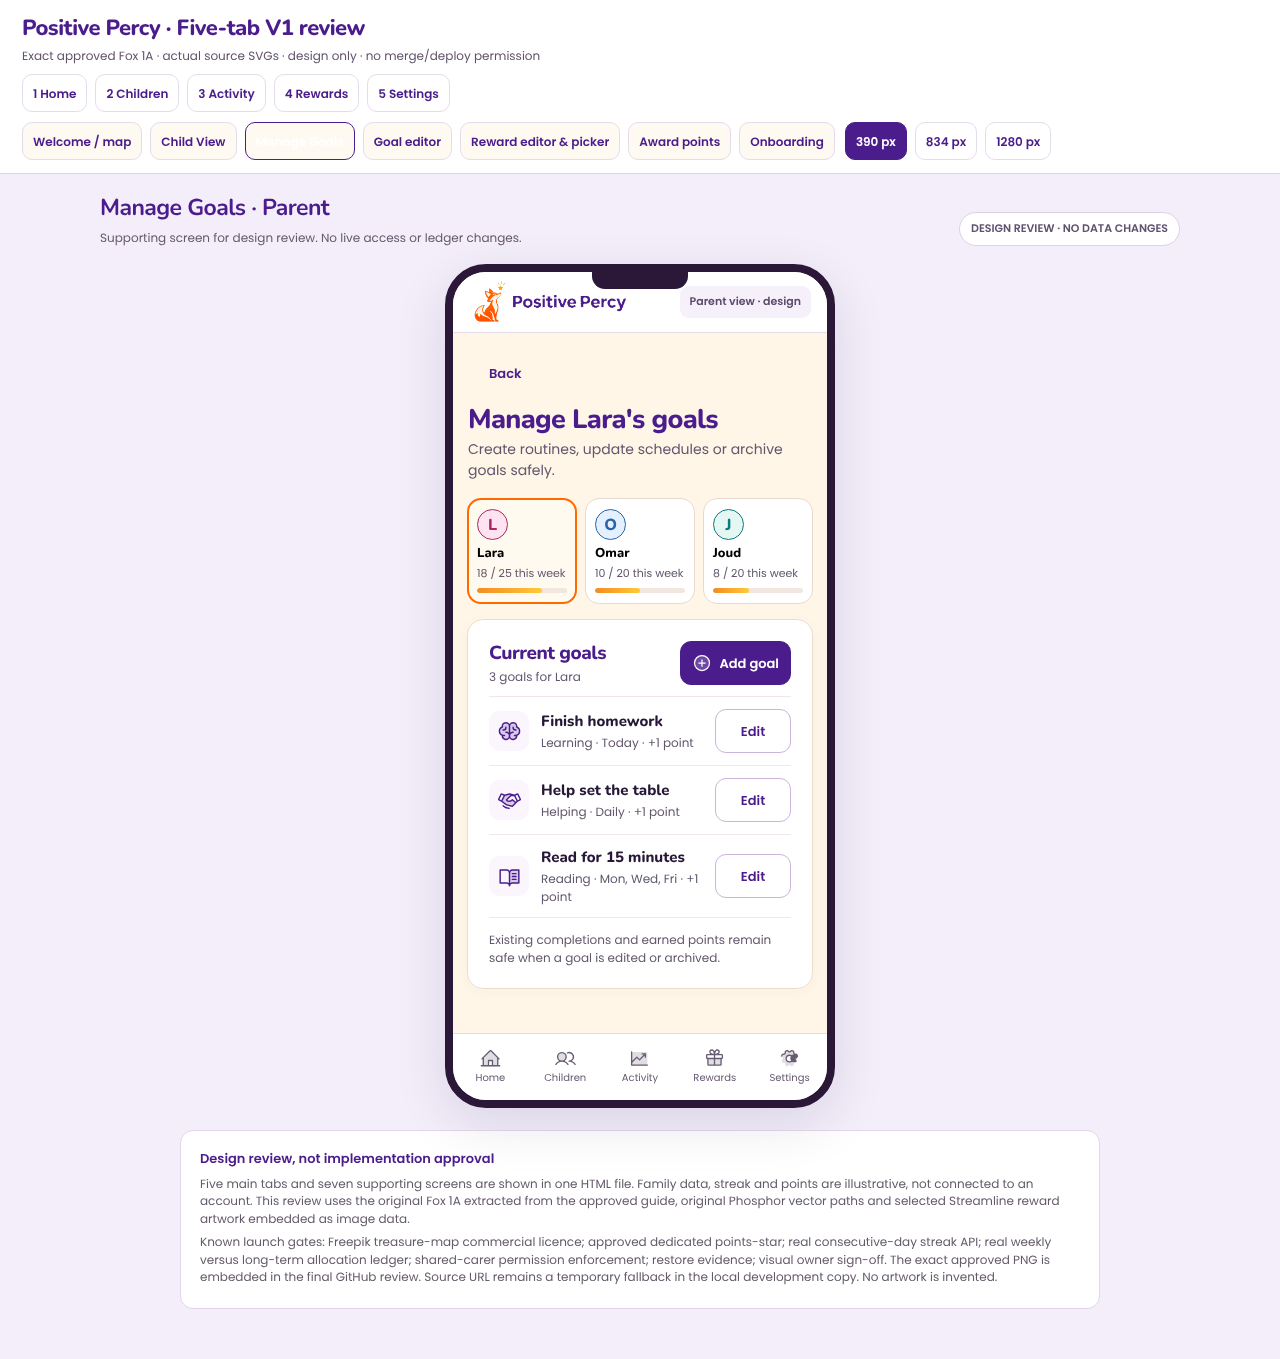 Positive Percy · Five-tab V1 review
Exact approved Fox 1A · actual source SVGs · design only · no merge/deploy permission
1 Home
2 Children
3 Activity
4 Rewards
5 Settings
Welcome / map
Child View
Manage Goals
Goal editor
Reward editor & picker
Award points
Onboarding
390 px
834 px
1280 px
Manage Goals · Parent
Supporting screen for design review. No live access or ledger changes.
DESIGN REVIEW · NO DATA CHANGES
Positive Percy
Parent view · design
Back
Manage Lara's goals
Create routines, update schedules or archive
goals safely.
L
Lara
18 / 25 this week
O
Omar
10 / 20 this week
J
Joud
8 / 20 this week
Current goals
3 goals for Lara
Add goal
Finish homework
Learning · Today · +1 point
Edit
Help set the table
Helping · Daily · +1 point
Edit
Read for 15 minutes
Reading · Mon, Wed, Fri · +1
point
Edit
Existing completions and earned points remain
safe when a goal is edited or archived.
Home
Children
Activity
Rewards
Settings
Design review, not implementation approval
Five main tabs and seven supporting screens are shown in one HTML file. Family data, streak and points are illustrative, not connected to an
account. This review uses the original Fox 1A extracted from the approved guide, original Phosphor vector paths and selected Streamline reward
artwork embedded as image data.
Known launch gates: Freepik treasure-map commercial licence; approved dedicated points-star; real consecutive-day streak API; real weekly
versus long-term allocation ledger; shared-carer permission enforcement; restore evidence; visual owner sign-off. The exact approved PNG is
embedded in the final GitHub review. Source URL remains a temporary fallback in the local development copy. No artwork is invented.